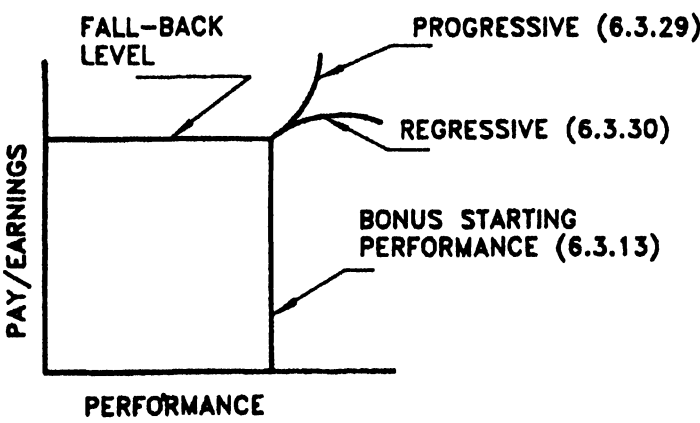 FALL-BACK
LEVEL
PROGRESSIVE (6.3.29)
REGRESSIVE (6.3.30)
BONUS STARTING
PERFORMANCE (6.3.13)
PAY/EARNINGS
PERFORMANCE